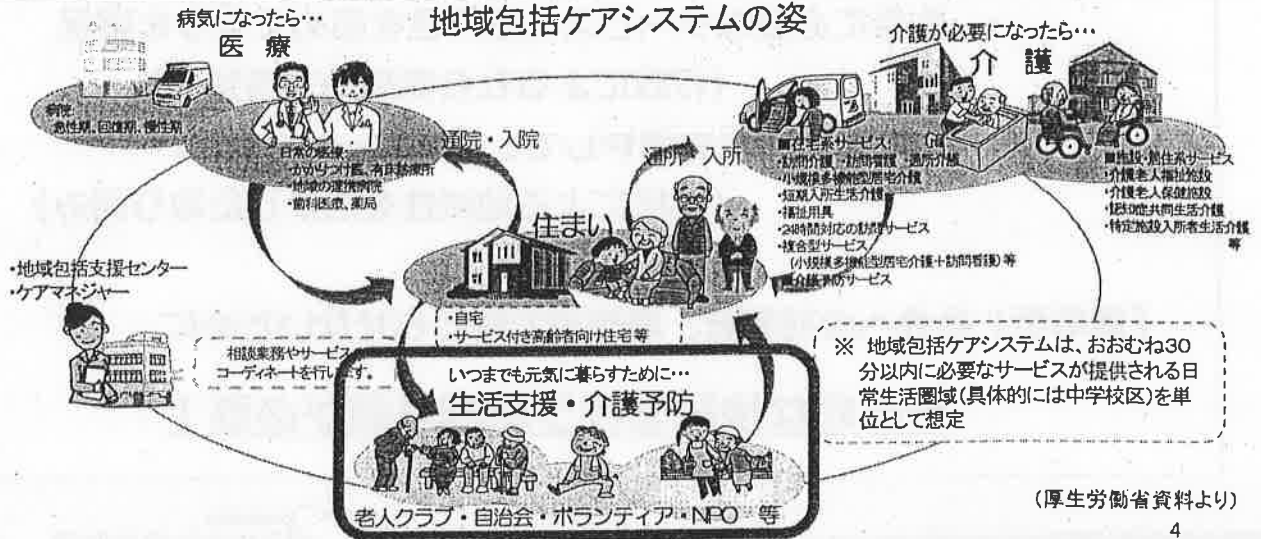 地域包括ケアシステムの姿
病気になったら…
医 療
病院:
急性期、回復期、慢性期
日常の医療:
・かかりつけ医、有床診療所
・地域の連携病院
・歯科医療、薬局
通院・入院
通所・入所
介護が必要になったら…
介 護
■在宅系サービス:
・訪問介護・訪問看護・通所介護
・小規模多機能型居宅介護
・短期入所生活介護
・福祉用具
・24時間対応の訪問サービス
・複合型サービス
(小規模多機能型居宅介護+訪問看護)等
■介護予防サービス
■施設・居住系サービス
・介護老人福祉施設
・介護老人保健施設
・認知症共同生活介護
・特定施設入所者生活介護
等
住まい
・自宅
・サービス付き高齢者向け住宅 等
・地域包括支援センター
・ケアマネジャー
相談業務やサービス
コーディネートを行います。
いつまでも元気に暮らすために…
生活支援・介護予防
老人クラブ・自治会・ボランティア・NPO 等
※ 地域包括ケアシステムは、おおむね30
分以内に必要なサービスが提供される日
常生活圏域(具体的には中学校区)を単
位として想定
(厚生労働省資料より)
4